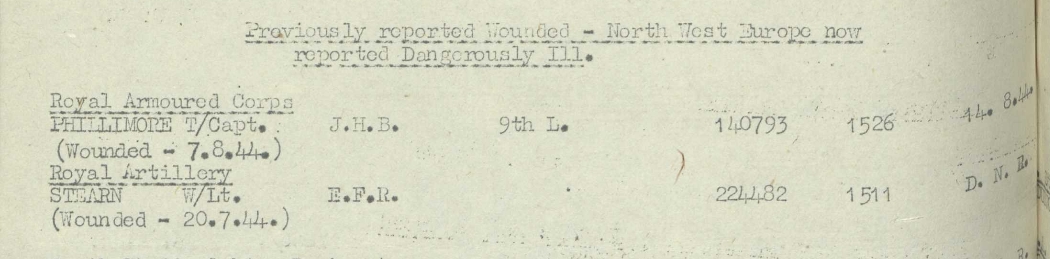 Previously reported Wounded - North West Europe now
reported Dangerously Ill.
Royal Armoured Corps
PHILLIMORE T/Capt. J.H.B. 9th L. 140793 1526 14. 8.44.
(Wounded - 7.8.44.)
Royal Artillery
STEARN W/Lt. E.F.R. 224482 1511 D. N. R.
(Wounded - 20.7.44.)